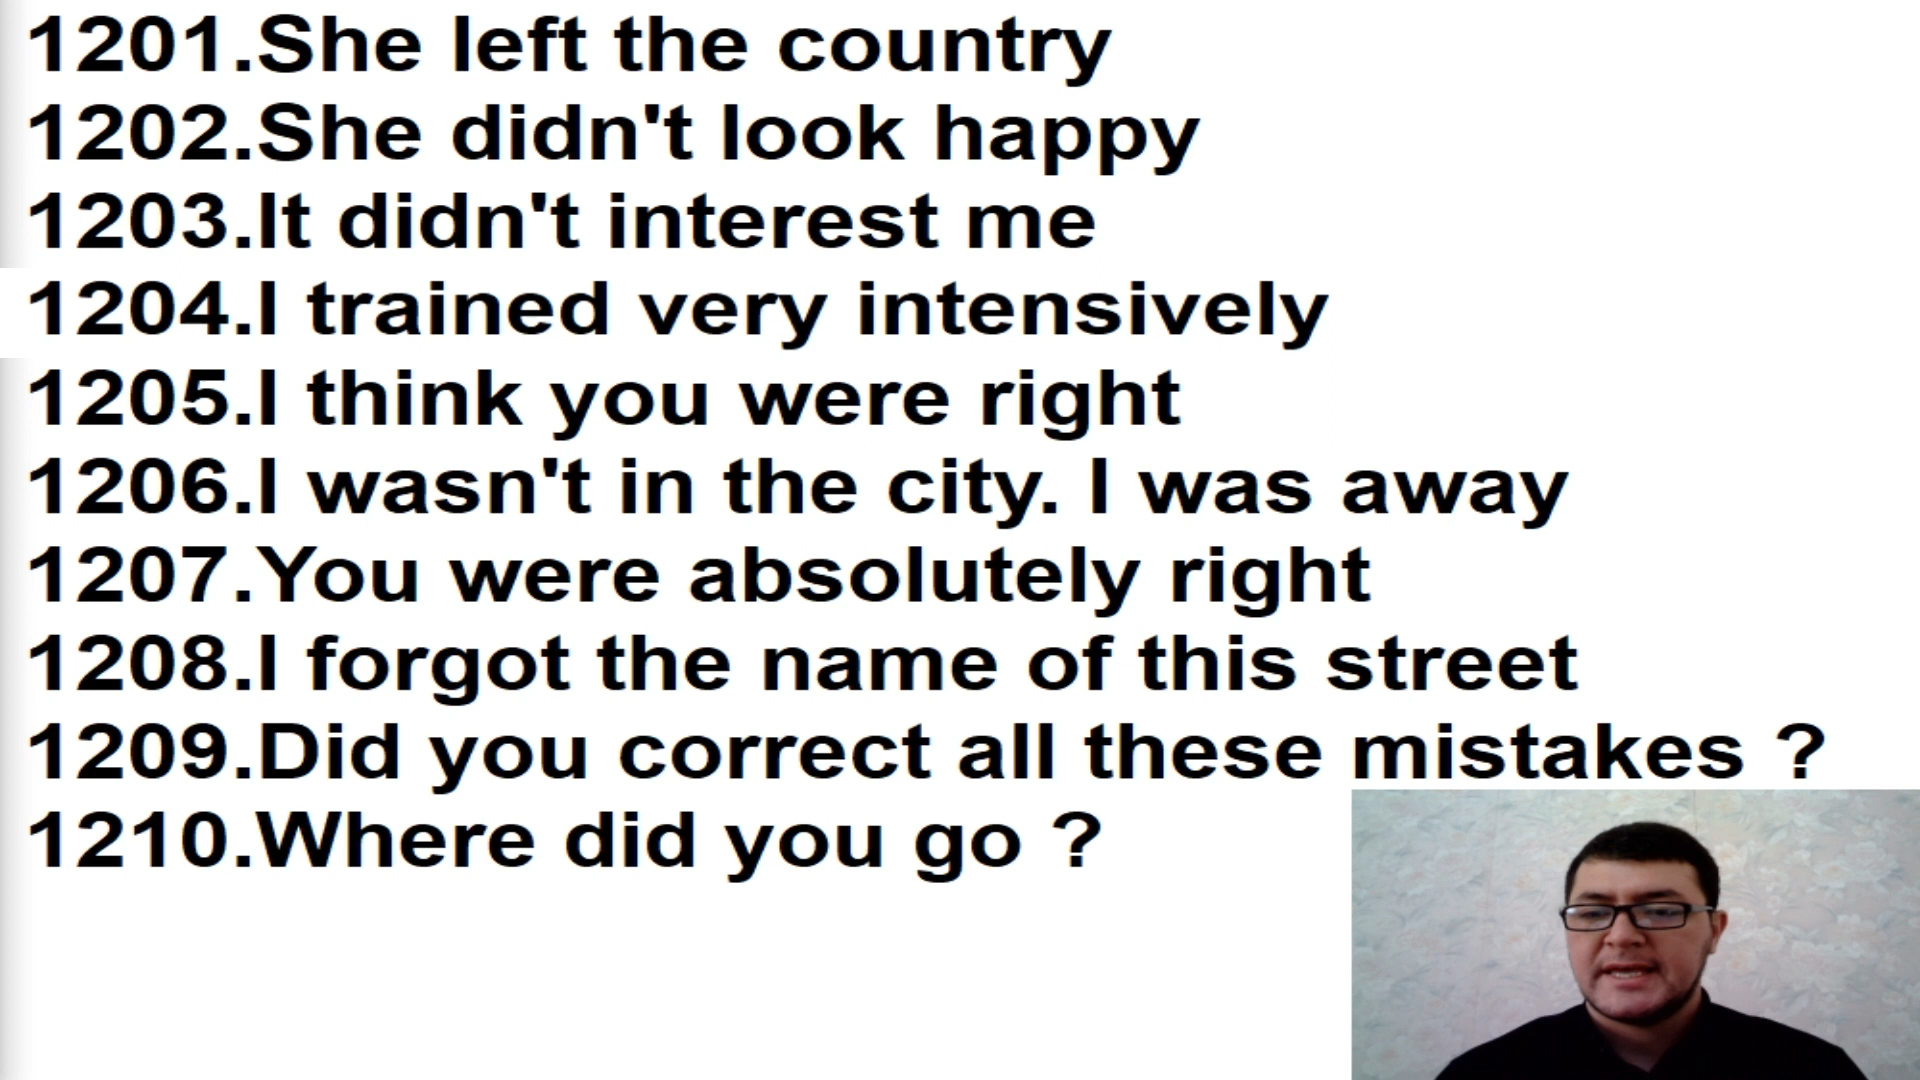 1201.She left the country
1202.She didn't look happy
1203.It didn't interest me
1204.I trained very intensively
1205.I think you were right
1206.I wasn't in the city. I was away
1207.You were absolutely right
1208.I forgot the name of this street
1209.Did you correct all these mistakes ?
1210.Where did you go ?